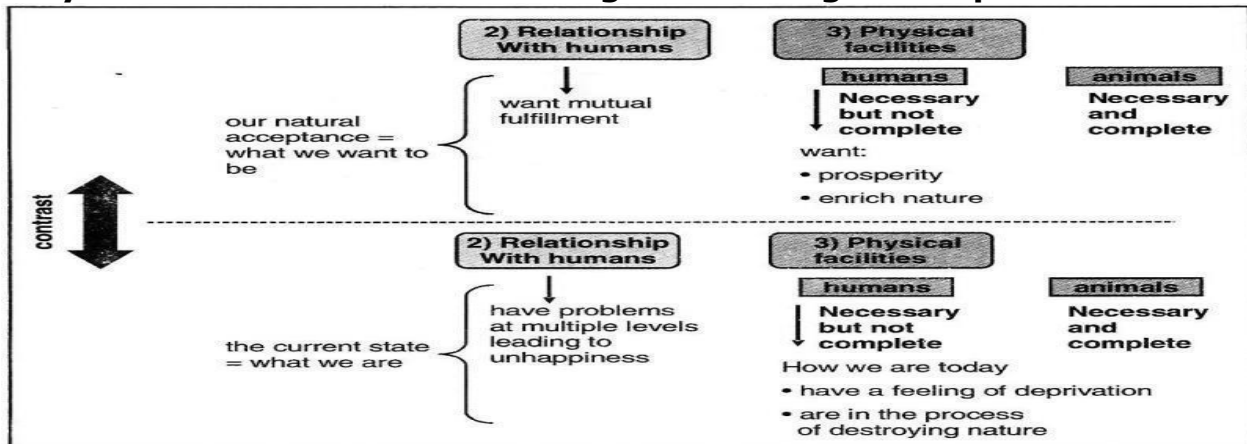 2) Relationship
With humans
3) Physical
facilities
humans
animals
want mutual
fulfillment
Necessary
but not
complete
Necessary
and
complete
our natural
acceptance =
what we want to
be
want:
• prosperity
• enrich nature
contrast
2) Relationship
With humans
3) Physical
facilities
humans
animals
have problems
at multiple levels
leading to
unhappiness
Necessary
but not
complete
Necessary
and
complete
the current state
= what we are
How we are today
• have a feeling of deprivation
• are in the process
of destroying nature